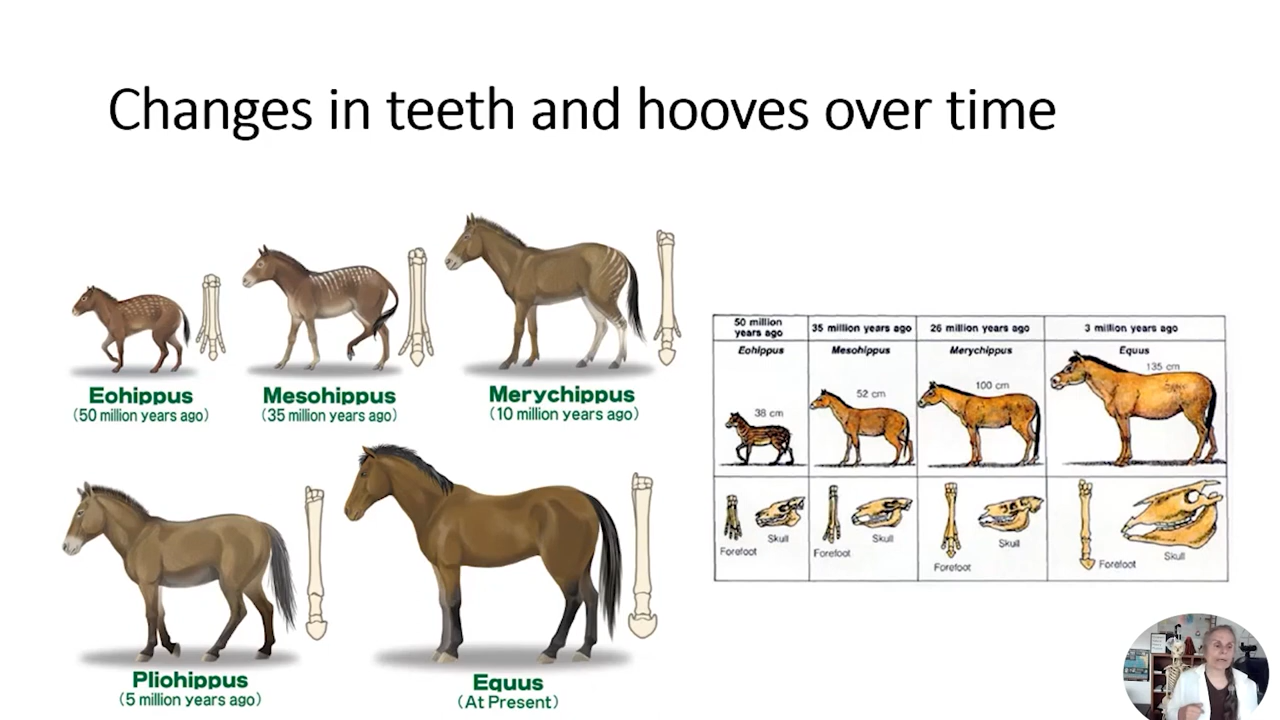 Changes in teeth and hooves over time
Eohippus
(50 million years ago)
Mesohippus
(35 million years ago)
Merychippus
(10 million years ago)
Pliohippus
(5 million years ago)
Equus
(At Present)
50 million
years ago
35 million years ago
26 million years ago
3 million years ago
Eohippus
Mesohippus
Merychippus
Equus
38 cm
52 cm
100 cm
135 cm
Forefoot
Skull
Forefoot
Skull
Forefoot
Skull
Forefoot
Skull